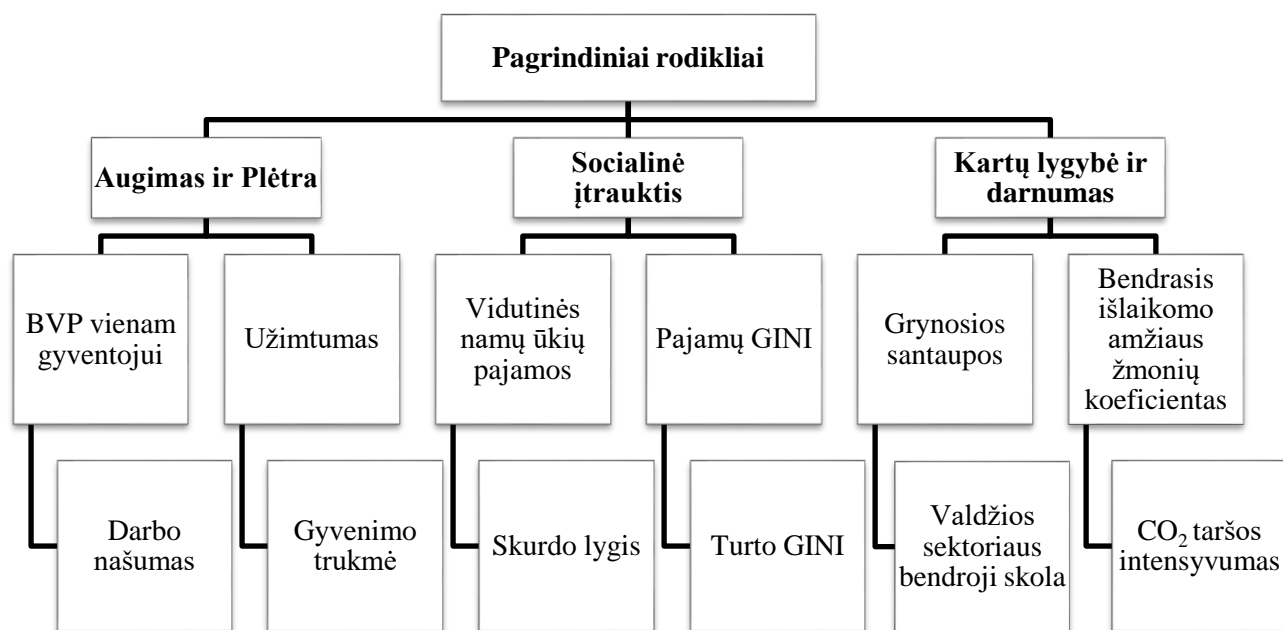 Pagrindiniai rodikliai
Augimas ir Plėtra
Socialinė
įtrauktis
Kartų lygybė ir
darnumas
BVP vienam
gyventojui
Užimtumas
Vidutinės
namų ūkių
pajamos
Pajamų GINI
Grynosios
santaupos
Bendrasis
išlaikomo
amžiaus
žmonių
koeficientas
Darbo
našumas
Gyvenimo
trukmė
Skurdo lygis
Turto GINI
Valdžios
sektoriaus
bendroji skola
CO₂ taršos
intensyvumas